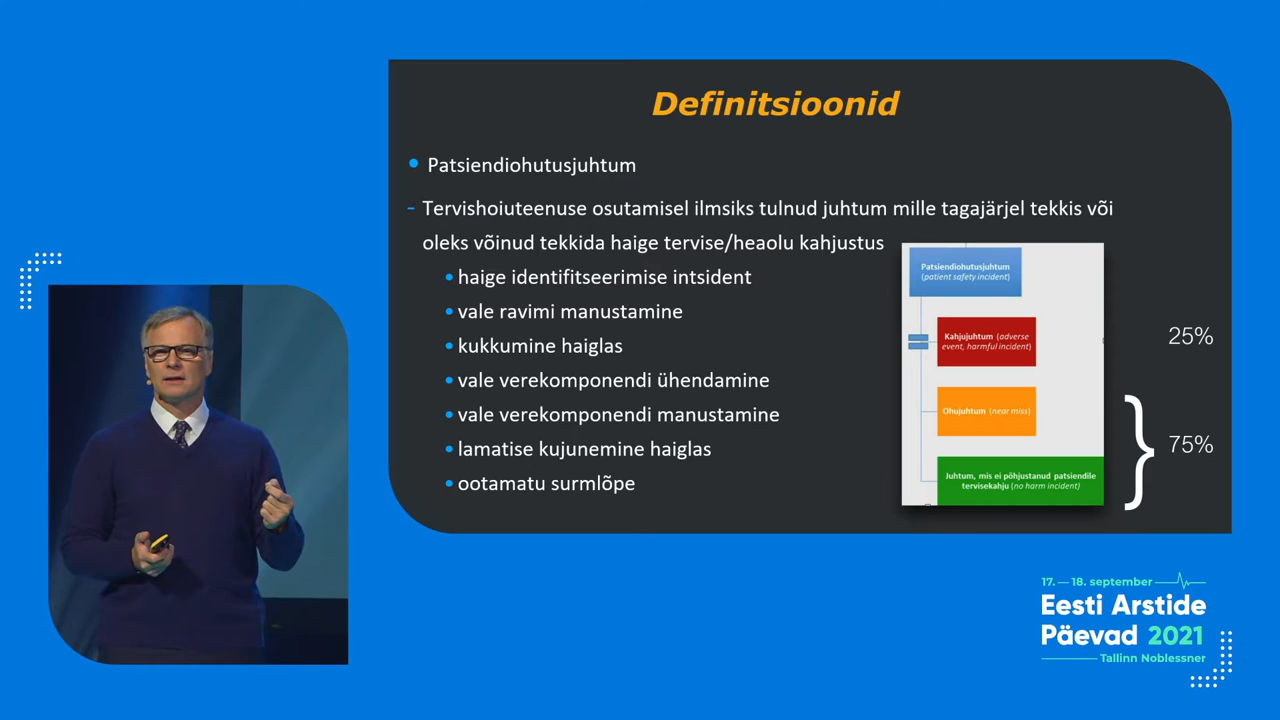 Definitsioonid
Patsiendiohutusjuhtum
- Tervishoiuteenuse osutamisel ilmsiks tulnud juhtum mille tagajärjel tekkis või
oleks võinud tekkida haige tervise/heaolu kahjustus
haige identifitseerimise intsident
vale ravimi manustamine
kukkumine haiglas
vale verekomponendi ühendamine
vale verekomponendi manustamine
lamatise kujunemine haiglas
ootamatu surmlõpe
Patsiendiohutusjuhtum
(patient safety incident)
Kahjujuhtum (adverse
event, harmful incident)
Ohujuhtum (near miss)
Juhtum, mis ei põhjustanud patsiendile
tervisekahju (no harm incident)
25%
75%
17. — 18. september
Eesti Arstide
Päevad 2021
Tallinn Noblessner